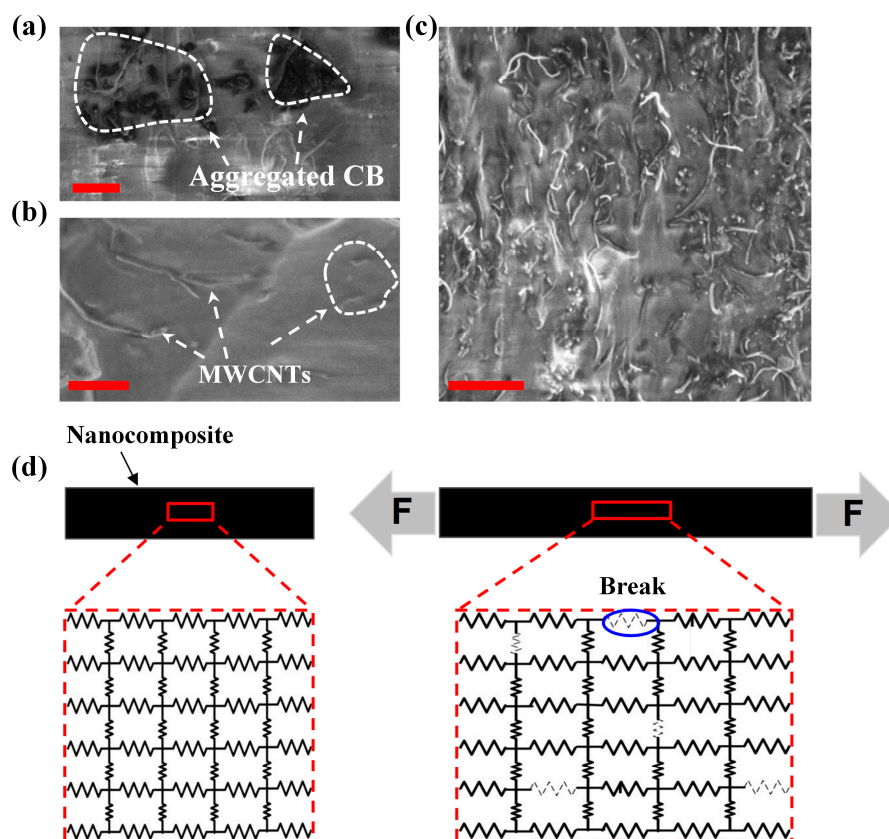 (a)
(c)
Aggregated CB
(b)
MWCNTs
Nanocomposite
(d)
F
F
Break